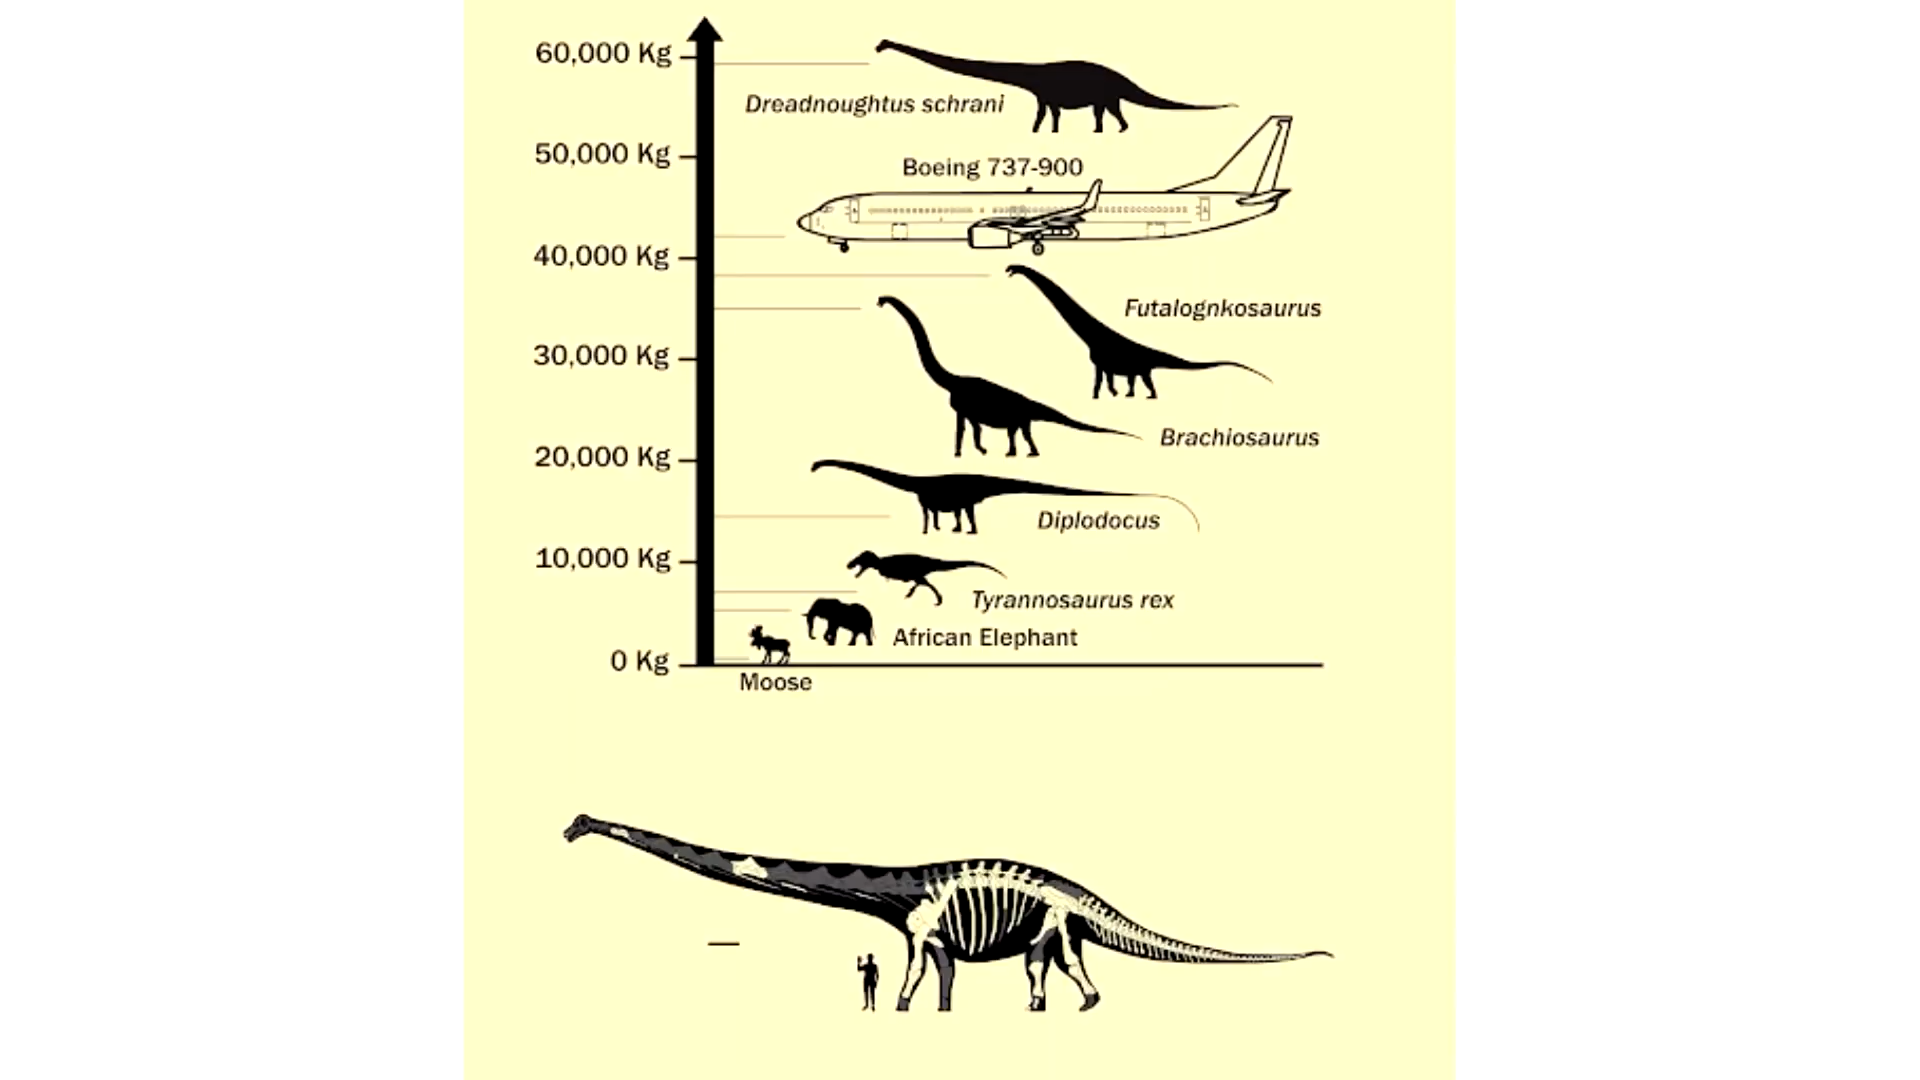 60,000 Kg
Dreadnoughtus schrani
50,000 Kg
Boeing 737-900
40,000 Kg
Futalognkosaurus
30,000 Kg
Brachiosaurus
20,000 Kg
Diplodocus
10,000 Kg
Tyrannosaurus rex
African Elephant
0 Kg
Moose